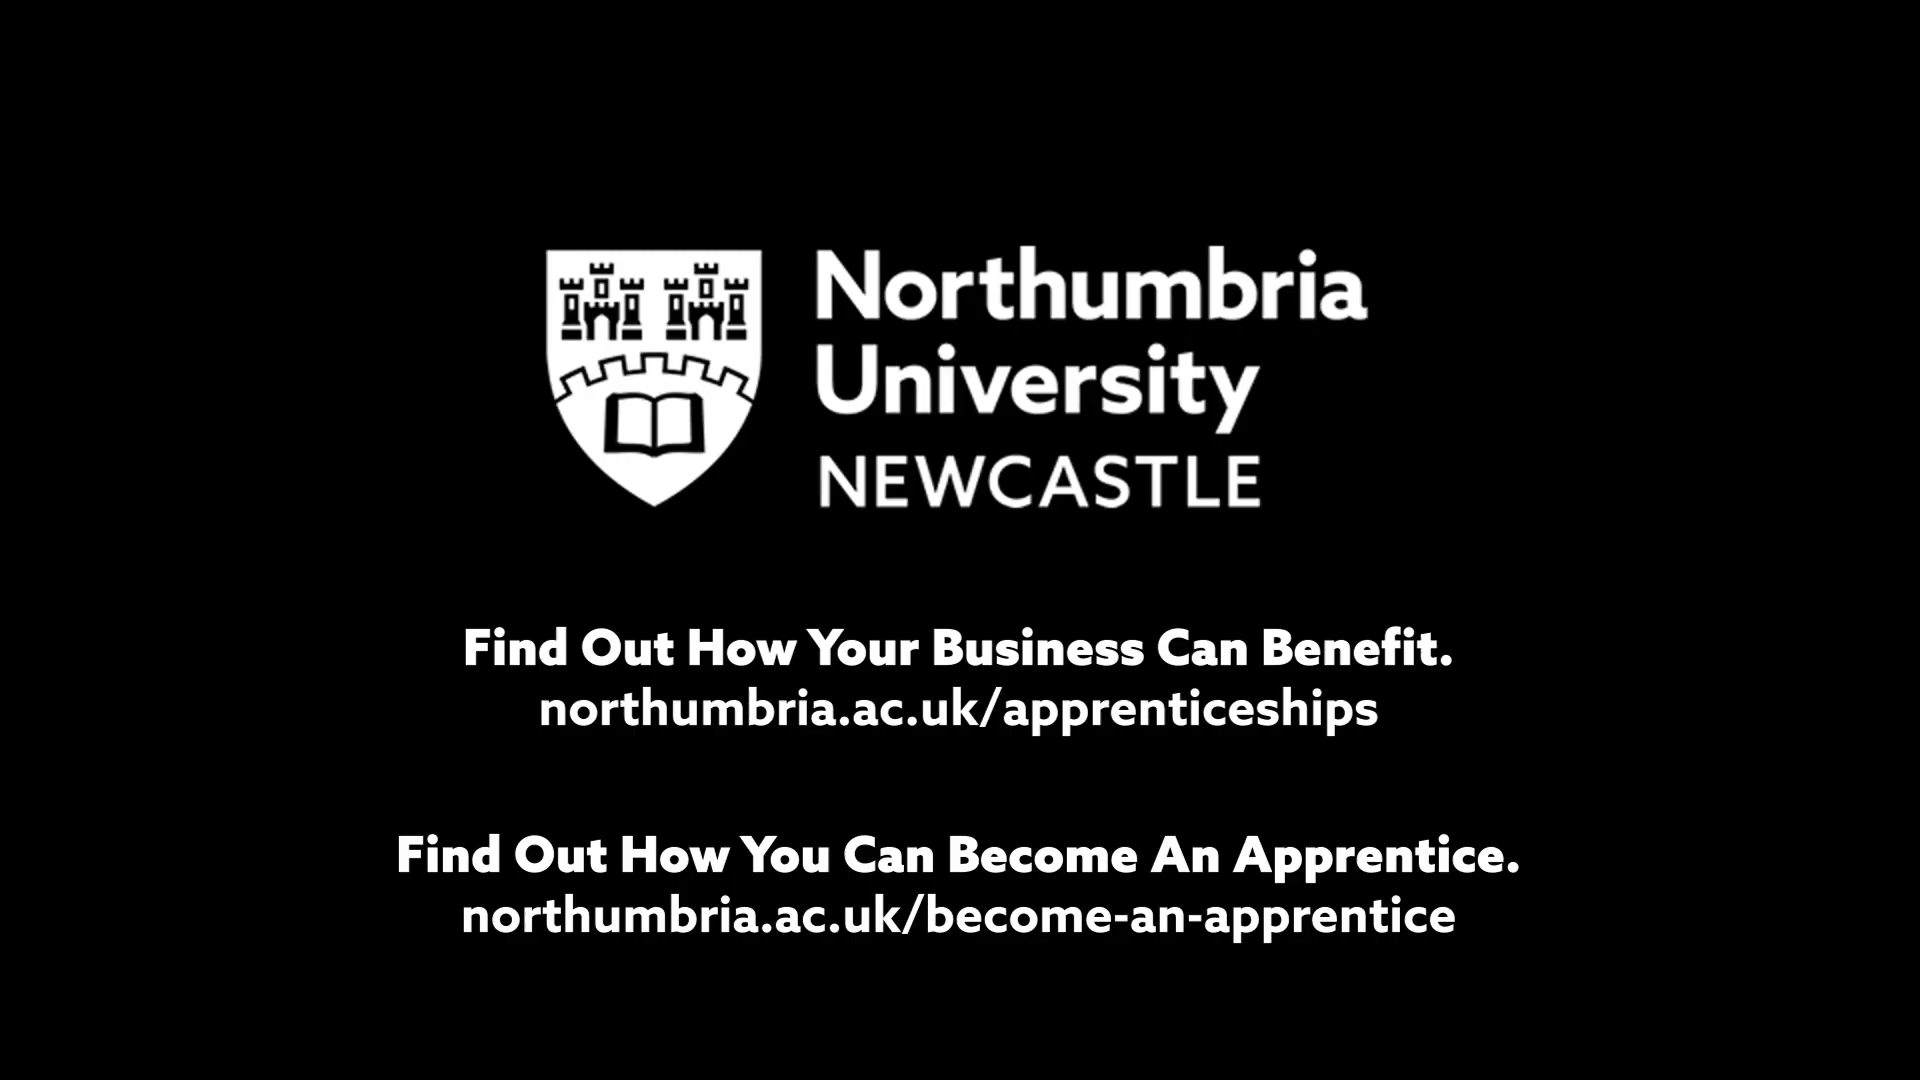 Northumbria
University
NEWCASTLE
Find Out How Your Business Can Benefit.
northumbria.ac.uk/apprenticeships
Find Out How You Can Become An Apprentice.
northumbria.ac.uk/become-an-apprentice